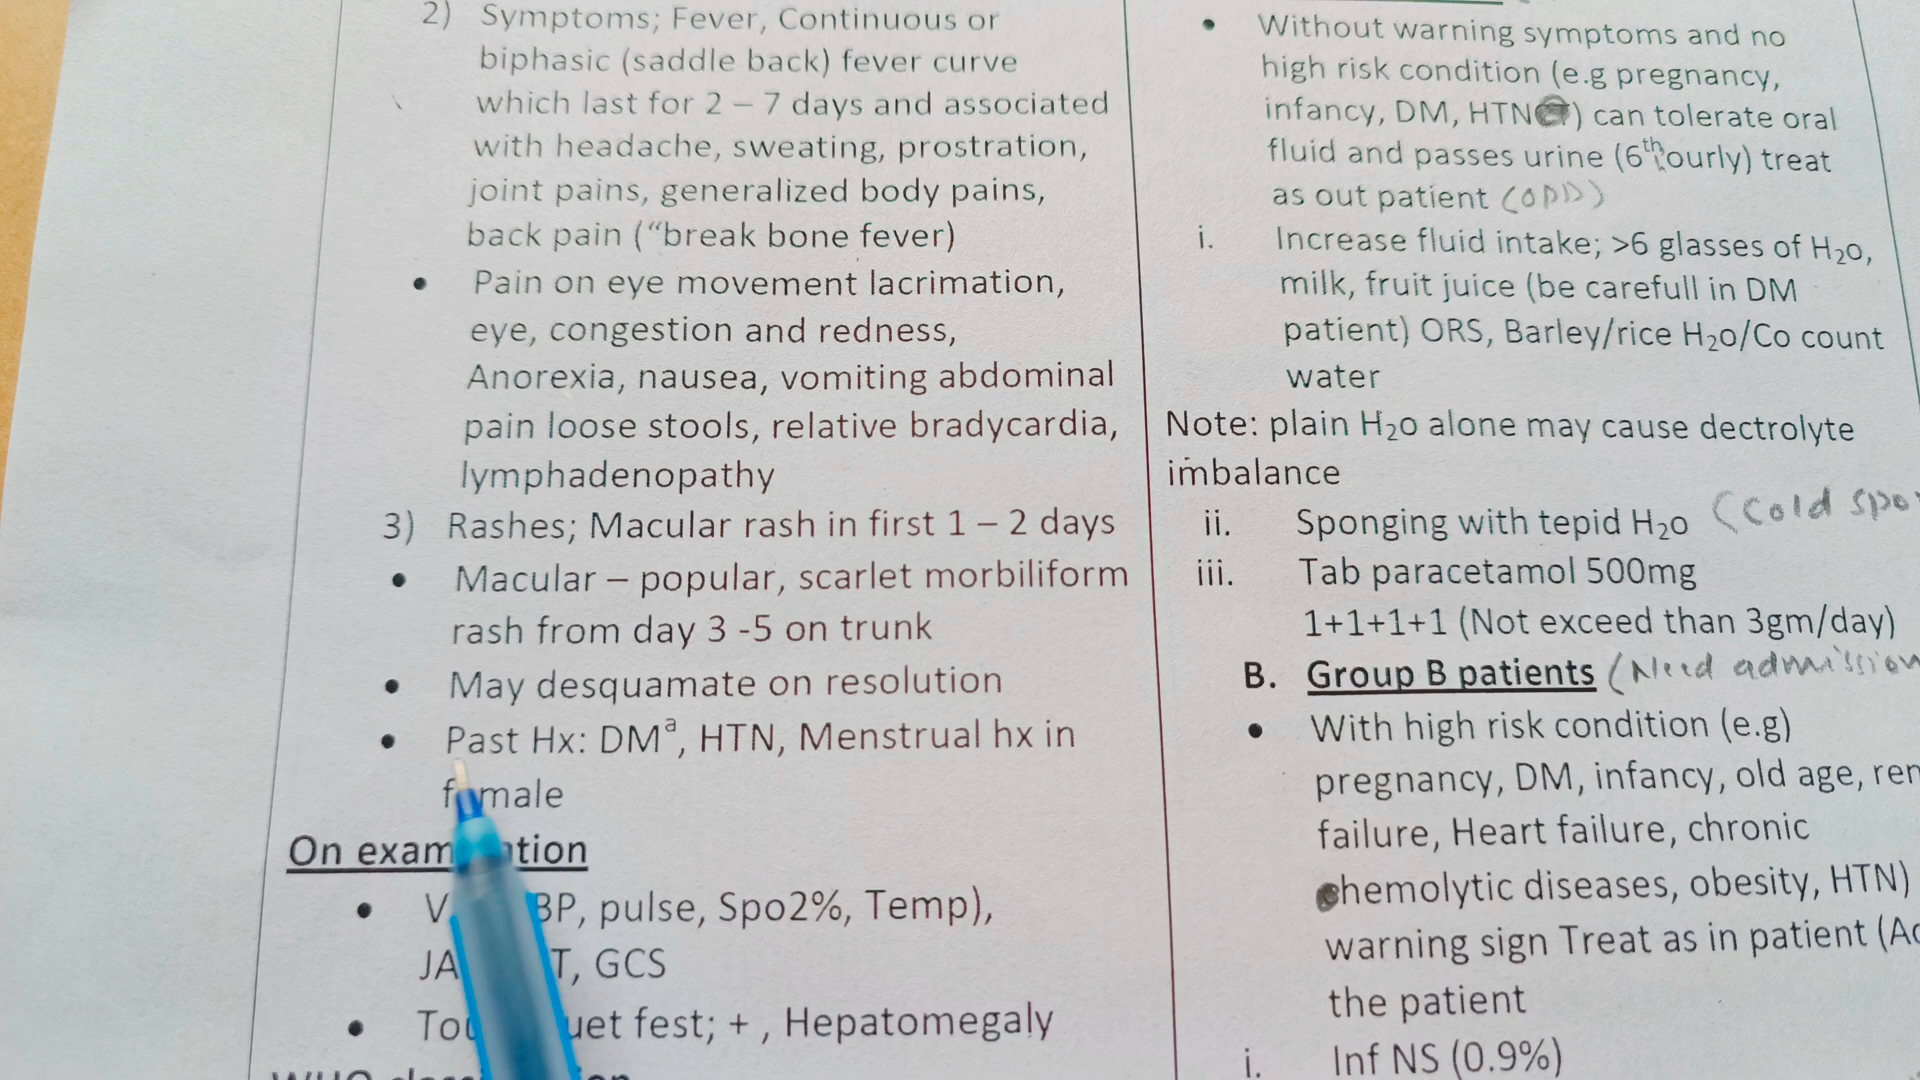 2) Symptoms; Fever, Continuous or
biphasic (saddle back) fever curve
which last for 2 – 7 days and associated
with headache, sweating, prostration,
joint pains, generalized body pains,
back pain (“break bone fever)
• Pain on eye movement lacrimation,
eye, congestion and redness,
Anorexia, nausea, vomiting abdominal
pain loose stools, relative bradycardia,
lymphadenopathy
3) Rashes; Macular rash in first 1 – 2 days
• Macular – popular, scarlet morbiliform
rash from day 3 -5 on trunk
• May desquamate on resolution
• Past Hx: DMª, HTN, Menstrual hx in
female
On examination
• BP, pulse, Spo2%, Temp),
GCS
• fest; + , Hepatomegaly
WHO
• Without warning symptoms and no
high risk condition (e.g pregnancy,
infancy, DM, HTN ) can tolerate oral
fluid and passes urine (6th ourly) treat
as out patient (OPD)
i. Increase fluid intake; >6 glasses of H₂o,
milk, fruit juice (be carefull in DM
patient) ORS, Barley/rice H₂o/Co count
water
Note: plain H₂o alone may cause dectrolyte
imbalance
ii. Sponging with tepid H₂o (Cold spo
iii. Tab paracetamol 500mg
1+1+1+1 (Not exceed than 3gm/day)
B. Group B patients (Need admission
• With high risk condition (e.g)
pregnancy, DM, infancy, old age, ren
failure, Heart failure, chronic
hemolytic diseases, obesity, HTN)
warning sign Treat as in patient (Ad
the patient
i. Inf NS (0.9%)